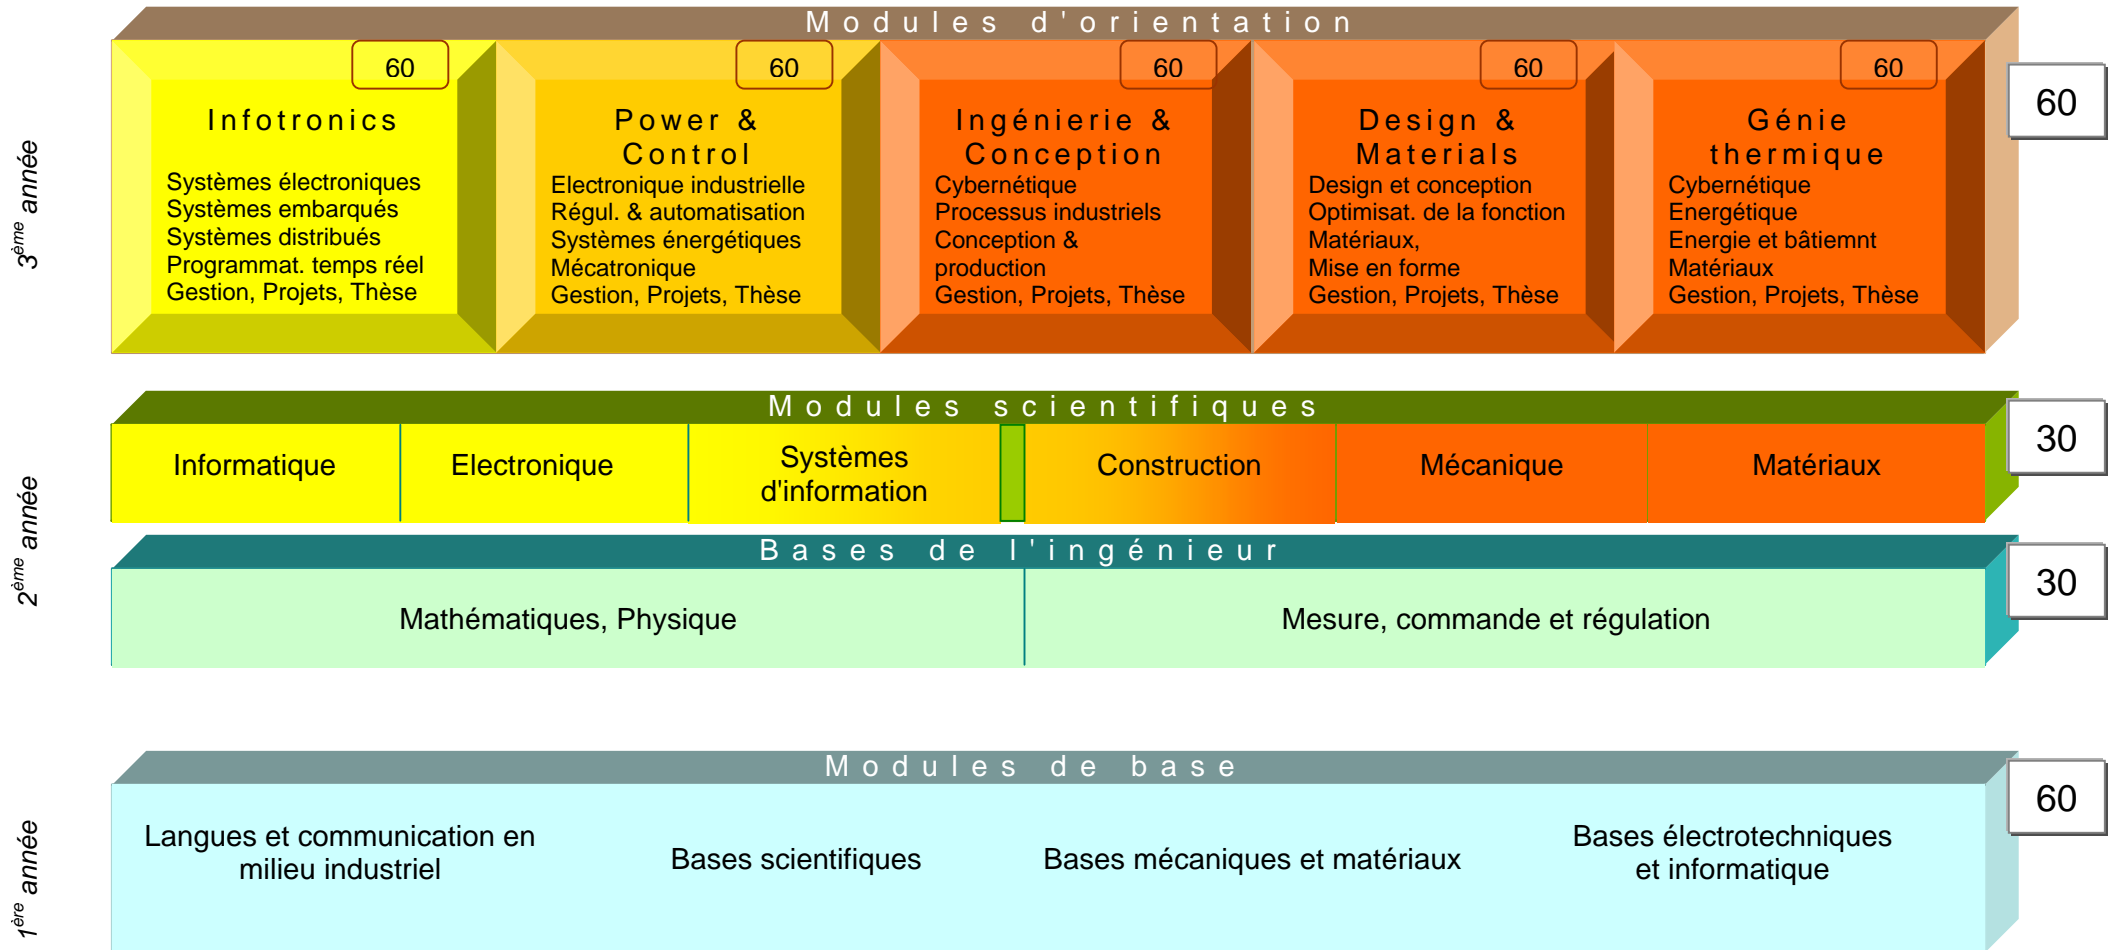 Modules d'orientation
60
60
60
60
60
60
3ème année
Infotronics
Systèmes électroniques
Systèmes embarqués
Systèmes distribués
Programmat. temps réel
Gestion, Projets, Thèse
Power &
Control
Electronique industrielle
Régul. & automatisation
Systèmes énergétiques
Mécatronique
Gestion, Projets, Thèse
Ingénierie &
Conception
Cybernétique
Processus industriels
Conception &
production
Gestion, Projets, Thèse
Design &
Materials
Design et conception
Optimisat. de la fonction
Matériaux,
Mise en forme
Gestion, Projets, Thèse
Génie
thermique
Cybernétique
Energétique
Energie et bâtiemnt
Matériaux
Gestion, Projets, Thèse
Modules scientifiques
30
2ème année
Informatique
Electronique
Systèmes
d'information
Construction
Mécanique
Matériaux
Bases de l'ingénieur
30
Mathématiques, Physique
Mesure, commande et régulation
Modules de base
60
1ère année
Langues et communication en
milieu industriel
Bases scientifiques
Bases mécaniques et matériaux
Bases électrotechniques
et informatique